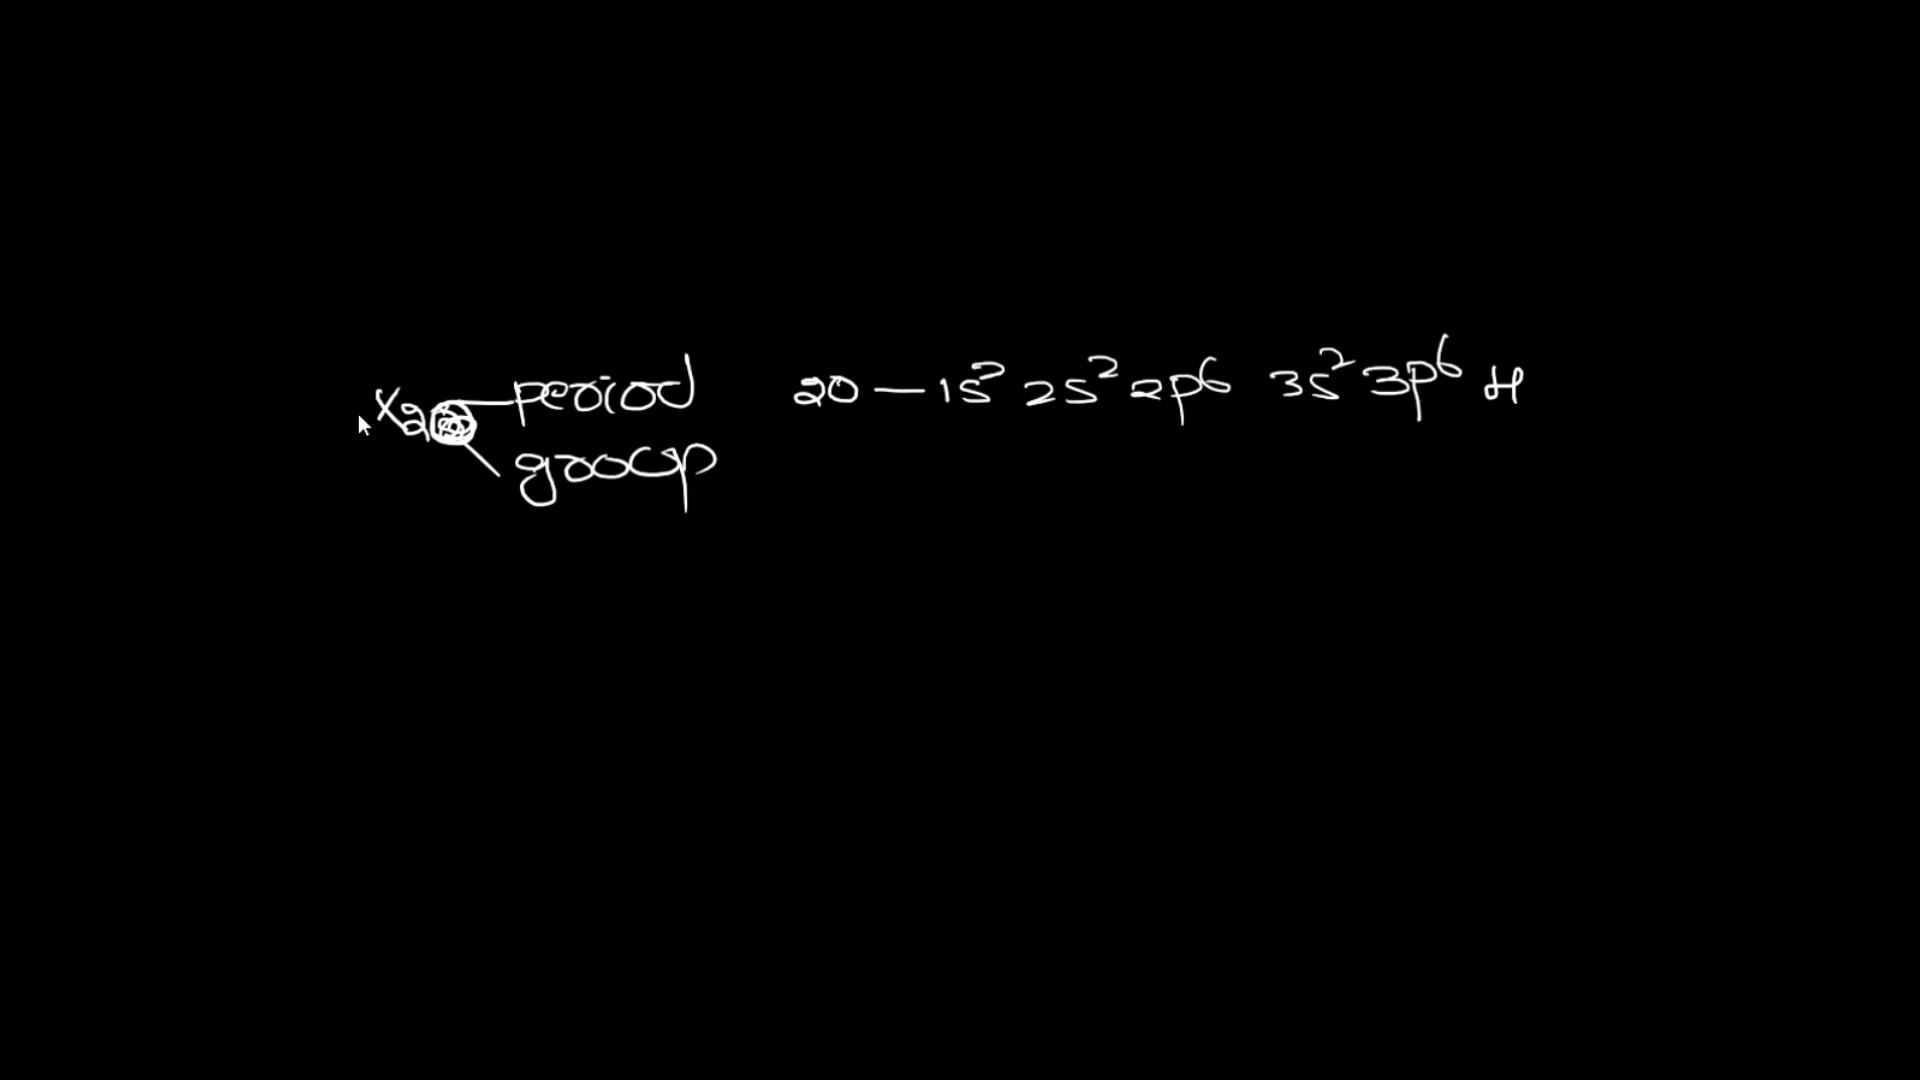 X20 period 20 — 1s² 2s² 2p⁶ 3s² 3p⁶ 4
group